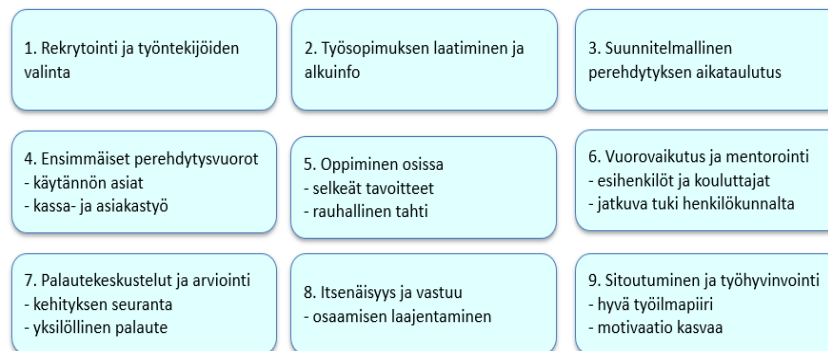 1. Rekrytointi ja työntekijöiden
valinta
2. Työsopimuksen laatiminen ja
alkuinfo
3. Suunnitelmallinen
perehdytyksen aikataulutus
4. Ensimmäiset perehdytysvuorot
- käytännön asiat
- kassa- ja asiakastyö
5. Oppiminen osissa
- selkeät tavoitteet
- rauhallinen tahti
6. Vuorovaikutus ja mentorointi
- esihenkilöt ja kouluttajat
- jatkuva tuki henkilökunnalta
7. Palautekeskustelut ja arviointi
- kehityksen seuranta
- yksilöllinen palaute
8. Itsenäisyys ja vastuu
- osaamisen laajentaminen
9. Sitoutuminen ja työhyvinvointi
- hyvä työilmapiiri
- motivaatio kasvaa